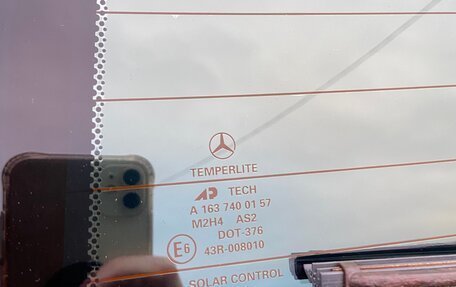 TEMPERLITE
AP TECH
A 163 740 01 57
M2H4 AS2
DOT-376
E6 43R-008010
SOLAR CONTROL